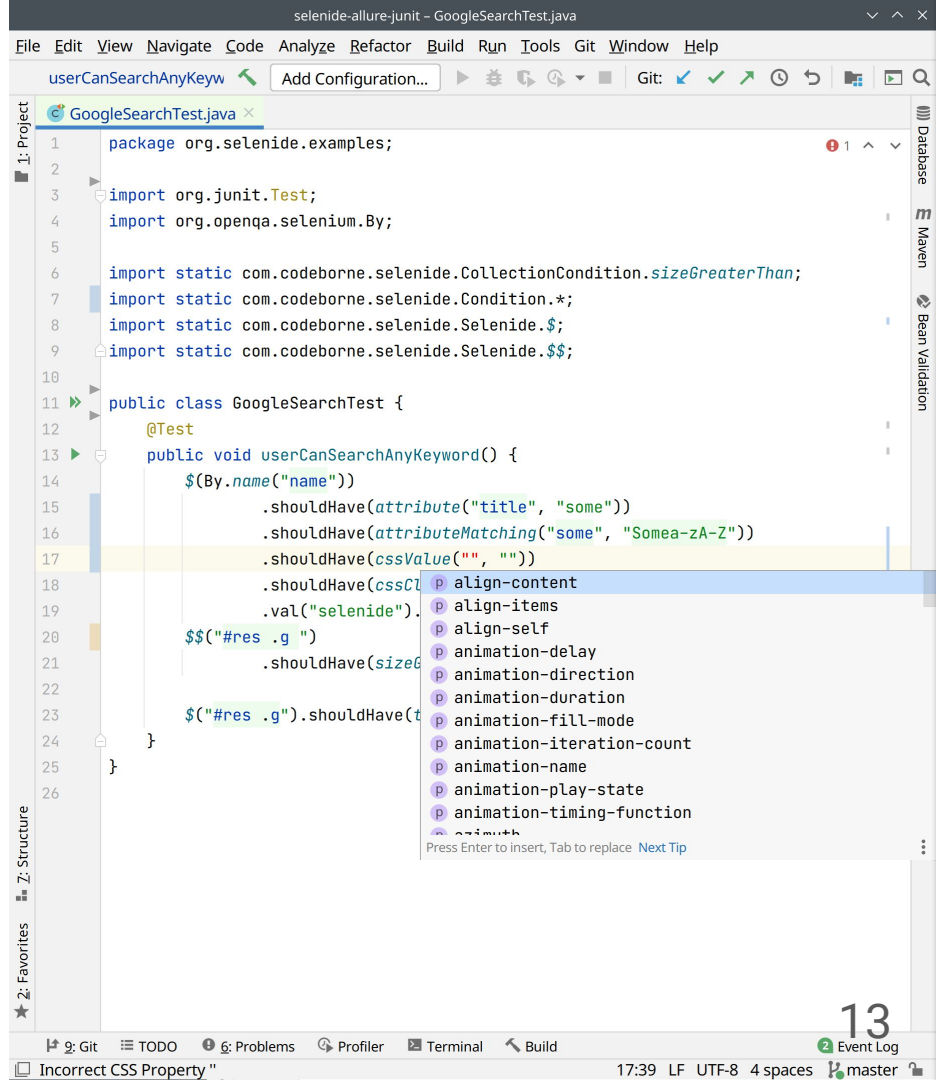 selenide-allure-junit – GoogleSearchTest.java
File Edit View Navigate Code Analyze Refactor Build Run Tools Git Window Help
userCanSearchAnyKeyw Add Configuration... Git:
1: Project
GoogleSearchTest.java
1 package org.selenide.examples;
1
2
3 import org.junit.Test;
4 import org.openqa.selenium.By;
5
6 import static com.codeborne.selenide.CollectionCondition.sizeGreaterThan;
7 import static com.codeborne.selenide.Condition.*;
8 import static com.codeborne.selenide.Selenide.$;
9 import static com.codeborne.selenide.Selenide.$$;
10
11 public class GoogleSearchTest {
12 @Test
13 public void userCanSearchAnyKeyword() {
14 $(By.name("name"))
15 .shouldHave(attribute("title", "some"))
16 .shouldHave(attributeMatching("some", "Somea-zA-Z"))
17 .shouldHave(cssValue("", ""))
18 .shouldHave(cssCl
19 .val("selenide").
20 $$("#res .g ")
21 .shouldHave(sizeG
22
23 $("#res .g").shouldHave(t
24 }
25 }
26
align-content
align-items
align-self
animation-delay
animation-direction
animation-duration
animation-fill-mode
animation-iteration-count
animation-name
animation-play-state
animation-timing-function
azimuth
Press Enter to insert, Tab to replace Next Tip
Database
m Maven
Bean Validation
7: Structure
2: Favorites
13
9: Git TODO 6: Problems Profiler Terminal Build 2 Event Log
Incorrect CSS Property '' 17:39 LF UTF-8 4 spaces master